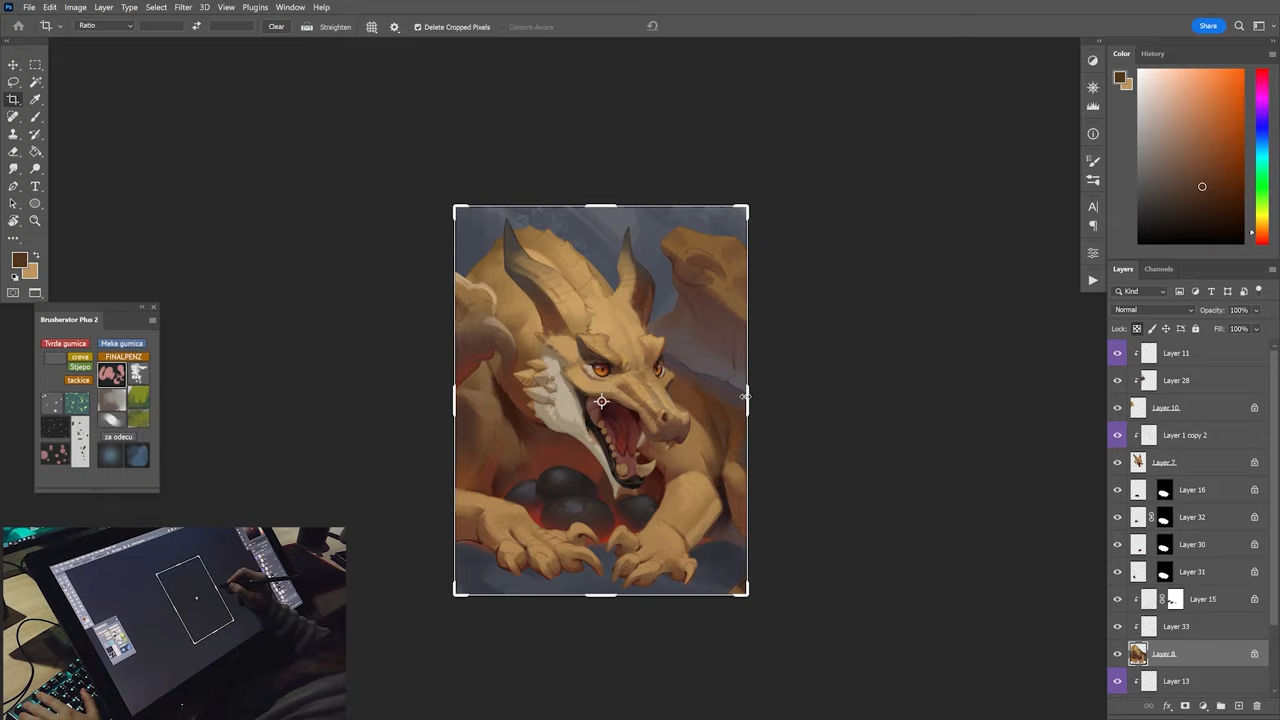 Ps File Edit Image Layer Type Select Filter 3D View Plugins Window Help
Ratio Clear Straighten Delete Cropped Pixels Content-Aware Share
Color History
Brusherator Plus 2
Tvrda gumica Meka gumica
creva FINALPENZ
Stjepo
tackice
za odecu
Layers Channels
Kind
Normal Opacity: 100%
Lock: Fill: 100%
Layer 11
Layer 28
Layer 10
Layer 1 copy 2
Layer 7
Layer 16
Layer 32
Layer 30
Layer 31
Layer 15
Layer 33
Layer 8
Layer 13
fx